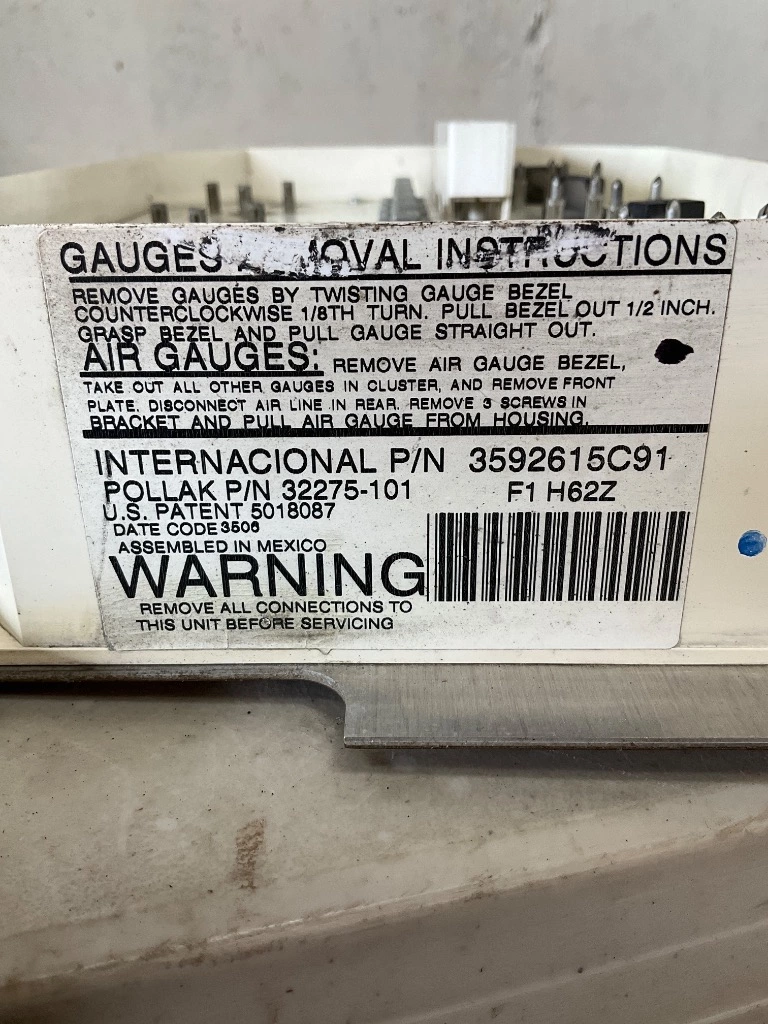 GAUGES REMOVAL INSTRUCTIONS
REMOVE GAUGES BY TWISTING GAUGE BEZEL
COUNTERCLOCKWISE 1/8TH TURN. PULL BEZEL OUT 1/2 INCH.
GRASP BEZEL AND PULL GAUGE STRAIGHT OUT.
AIR GAUGES: REMOVE AIR GAUGE BEZEL,
TAKE OUT ALL OTHER GAUGES IN CLUSTER, AND REMOVE FRONT
PLATE. DISCONNECT AIR LINE IN REAR. REMOVE 3 SCREWS IN
BRACKET AND PULL AIR GAUGE FROM HOUSING.
INTERNACIONAL P/N 3592615C91
POLLAK P/N 32275-101 F1 H62Z
U.S. PATENT 5018087
DATE CODE 3506
ASSEMBLED IN MEXICO
WARNING
REMOVE ALL CONNECTIONS TO
THIS UNIT BEFORE SERVICING